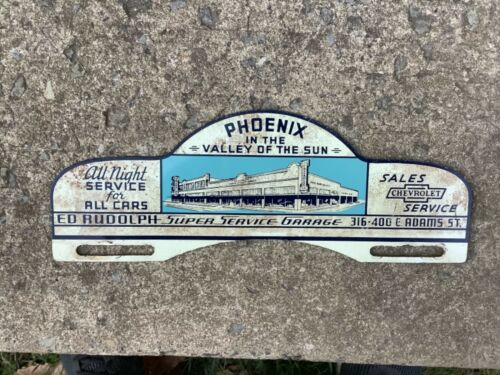 PHOENIX
IN THE
VALLEY OF THE SUN
All Night
SERVICE
for
ALL CARS
SALES
CHEVROLET
SERVICE
ED RUDOLPH SUPER SERVICE GARAGE 316-400 E. ADAMS ST.